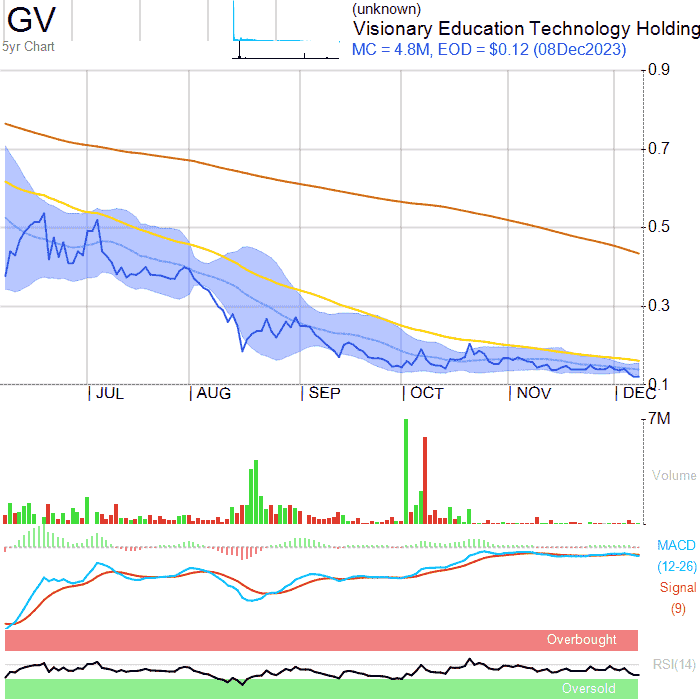 GV
5yr Chart
(unknown)
Visionary Education Technology Holding
MC = 4.8M, EOD = $0.12 (08Dec2023)
0.9
0.7
0.5
0.3
0.1
JUL
AUG
SEP
OCT
NOV
DEC
7M
Volume
MACD
(12-26)
Signal
(9)
Overbought
RSI(14)
Oversold